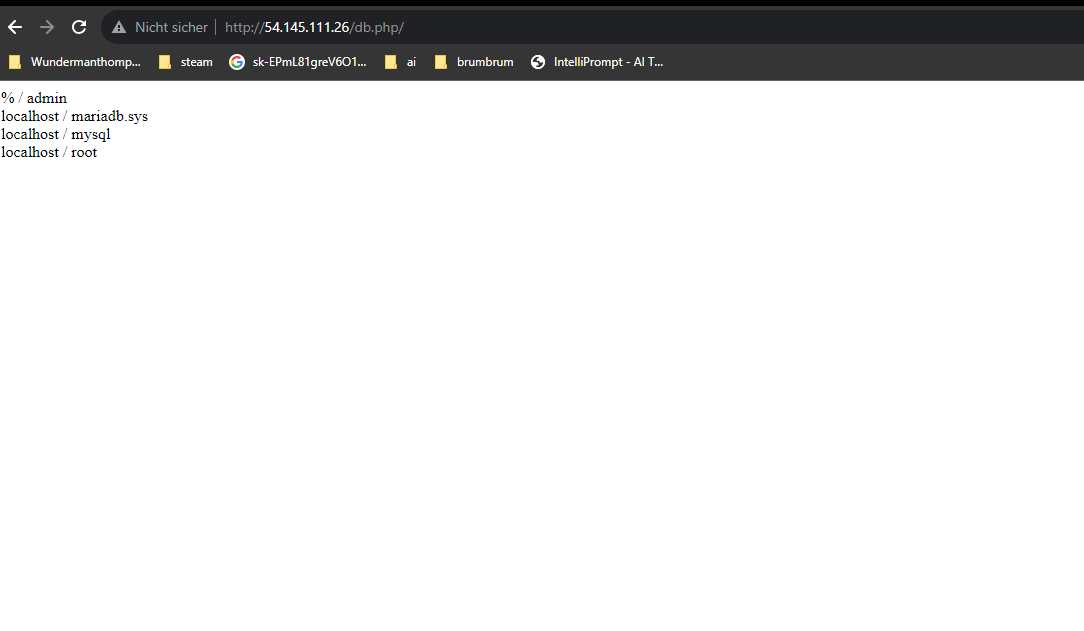 Nicht sicher http://54.145.111.26/db.php/
Wundermanthomp... steam sk-EPmL81greV6O1... ai brumbrum IntelliPrompt - AI T...
% / admin
localhost / mariadb.sys
localhost / mysql
localhost / root